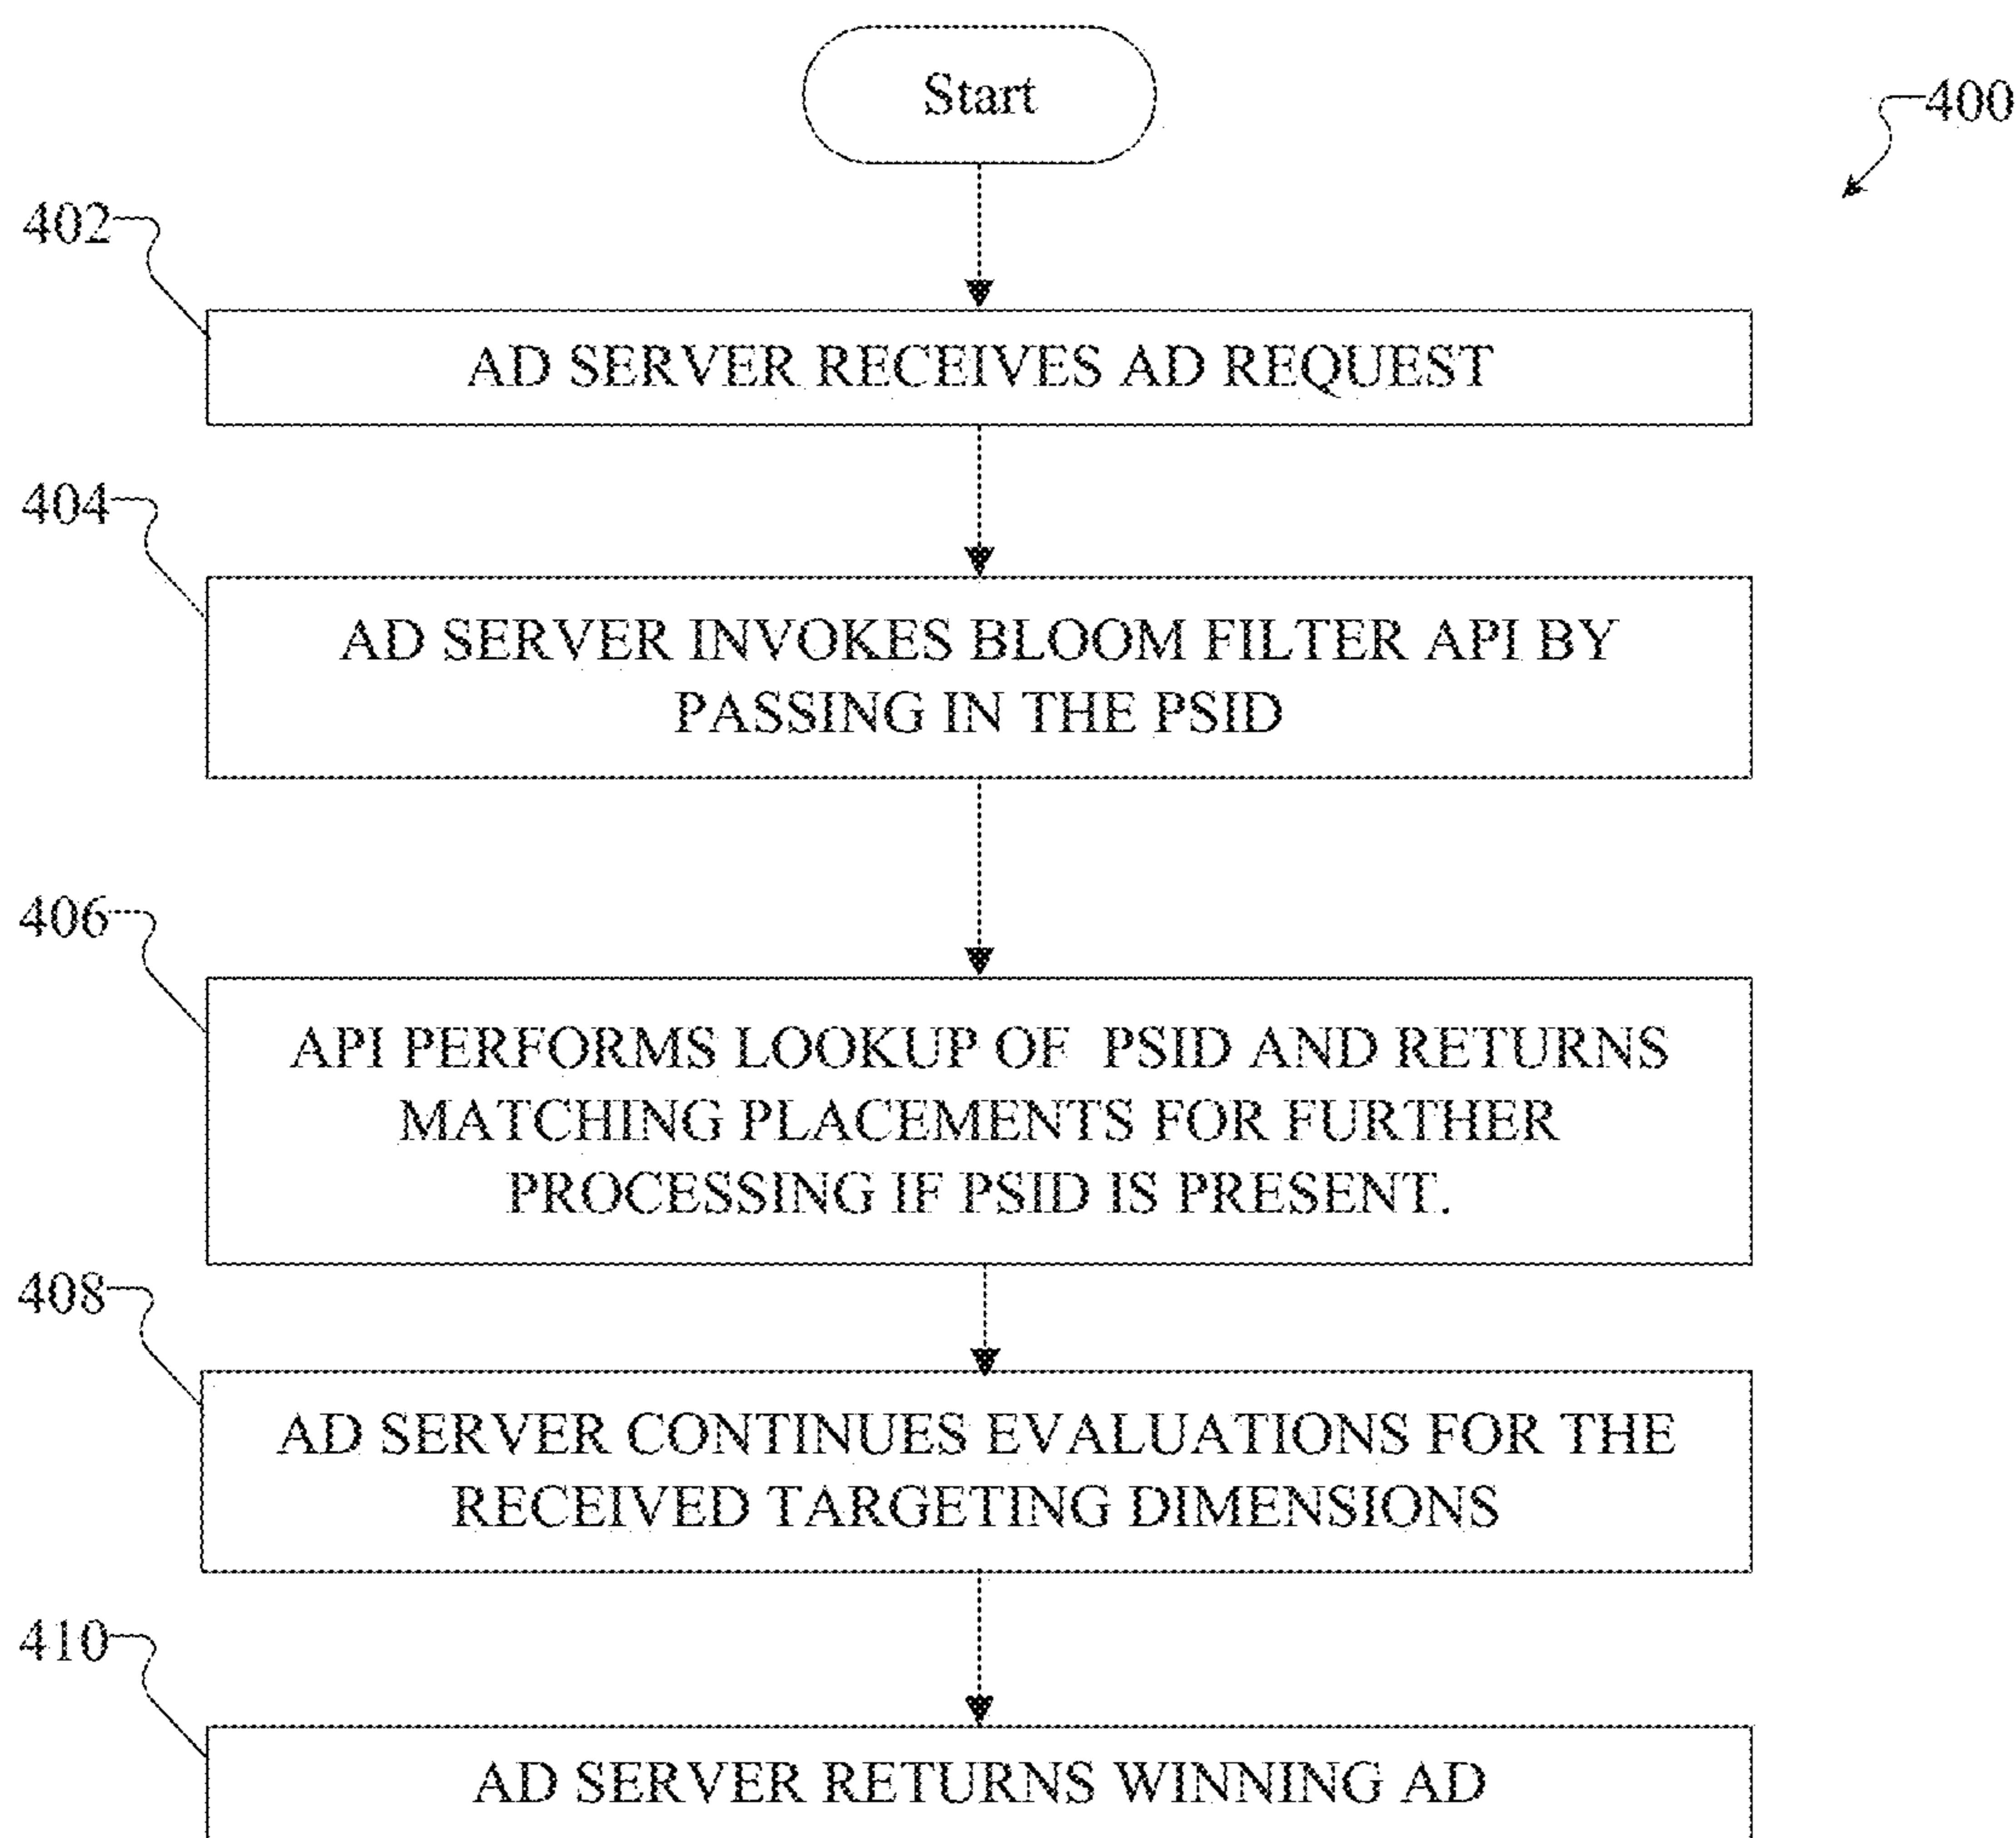 Start
400
402
AD SERVER RECEIVES AD REQUEST
404
AD SERVER INVOKES BLOOM FILTER API BY
PASSING IN THE PSID
406
API PERFORMS LOOKUP OF PSID AND RETURNS
MATCHING PLACEMENTS FOR FURTHER
PROCESSING IF PSID IS PRESENT.
408
AD SERVER CONTINUES EVALUATIONS FOR THE
RECEIVED TARGETING DIMENSIONS
410
AD SERVER RETURNS WINNING AD